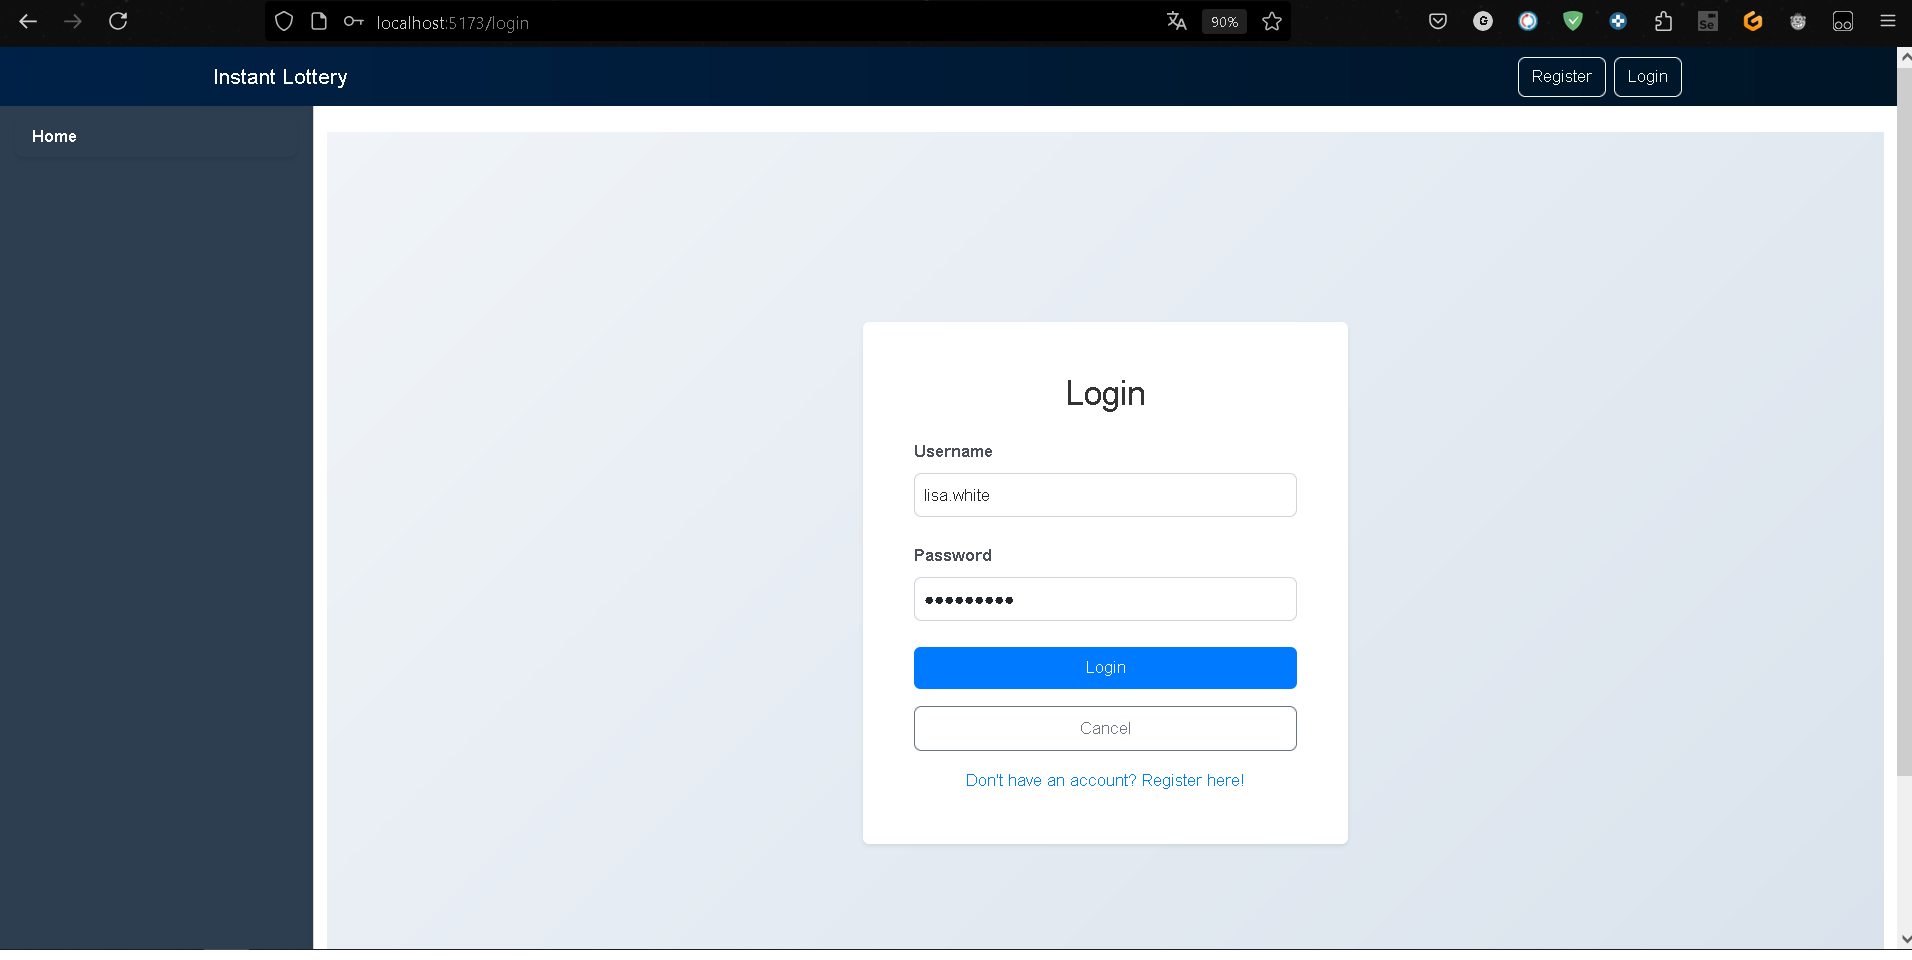 localhost:5173/login
90%
Instant Lottery
Register
Login
Home
Login
Username
lisa.white
Password
Login
Cancel
Don't have an account? Register here!